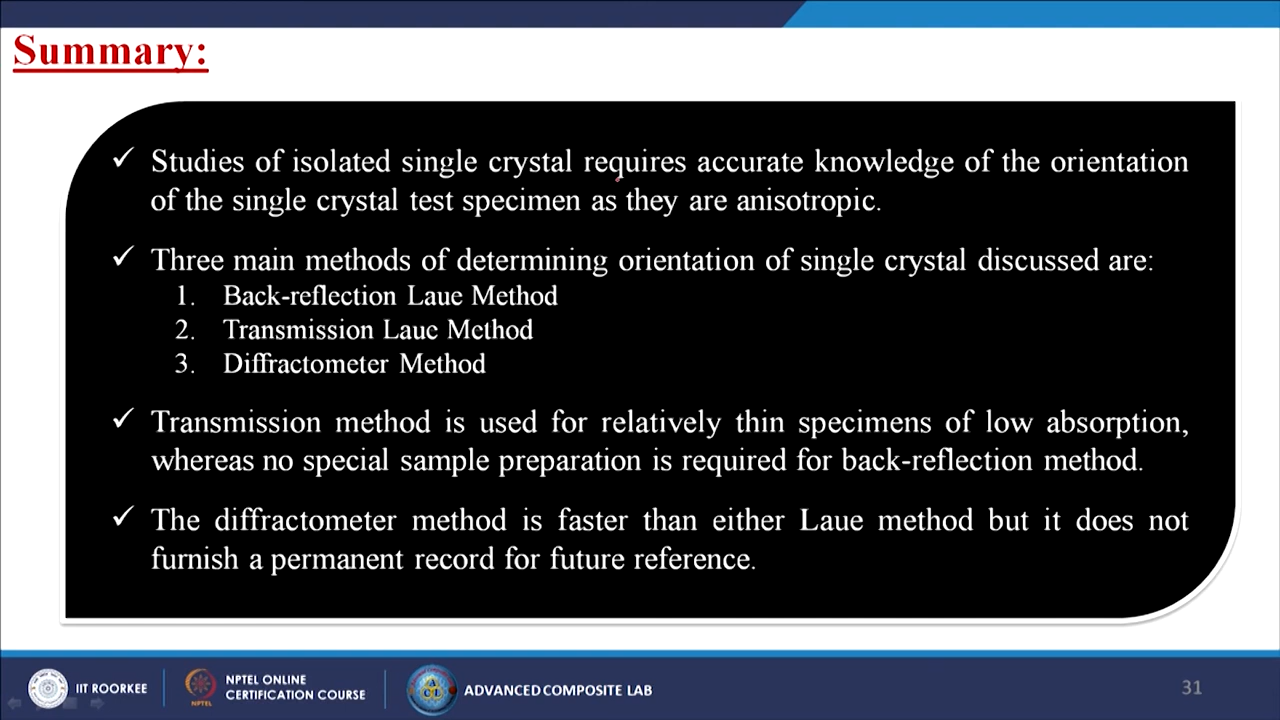 Summary:
✓ Studies of isolated single crystal requires accurate knowledge of the orientation
of the single crystal test specimen as they are anisotropic.
✓ Three main methods of determining orientation of single crystal discussed are:
1. Back-reflection Laue Method
2. Transmission Laue Method
3. Diffractometer Method
✓ Transmission method is used for relatively thin specimens of low absorption,
whereas no special sample preparation is required for back-reflection method.
✓ The diffractometer method is faster than either Laue method but it does not
furnish a permanent record for future reference.
IIT ROORKEE
NPTEL
NPTEL ONLINE
CERTIFICATION COURSE
ADVANCED COMPOSITE LAB
31